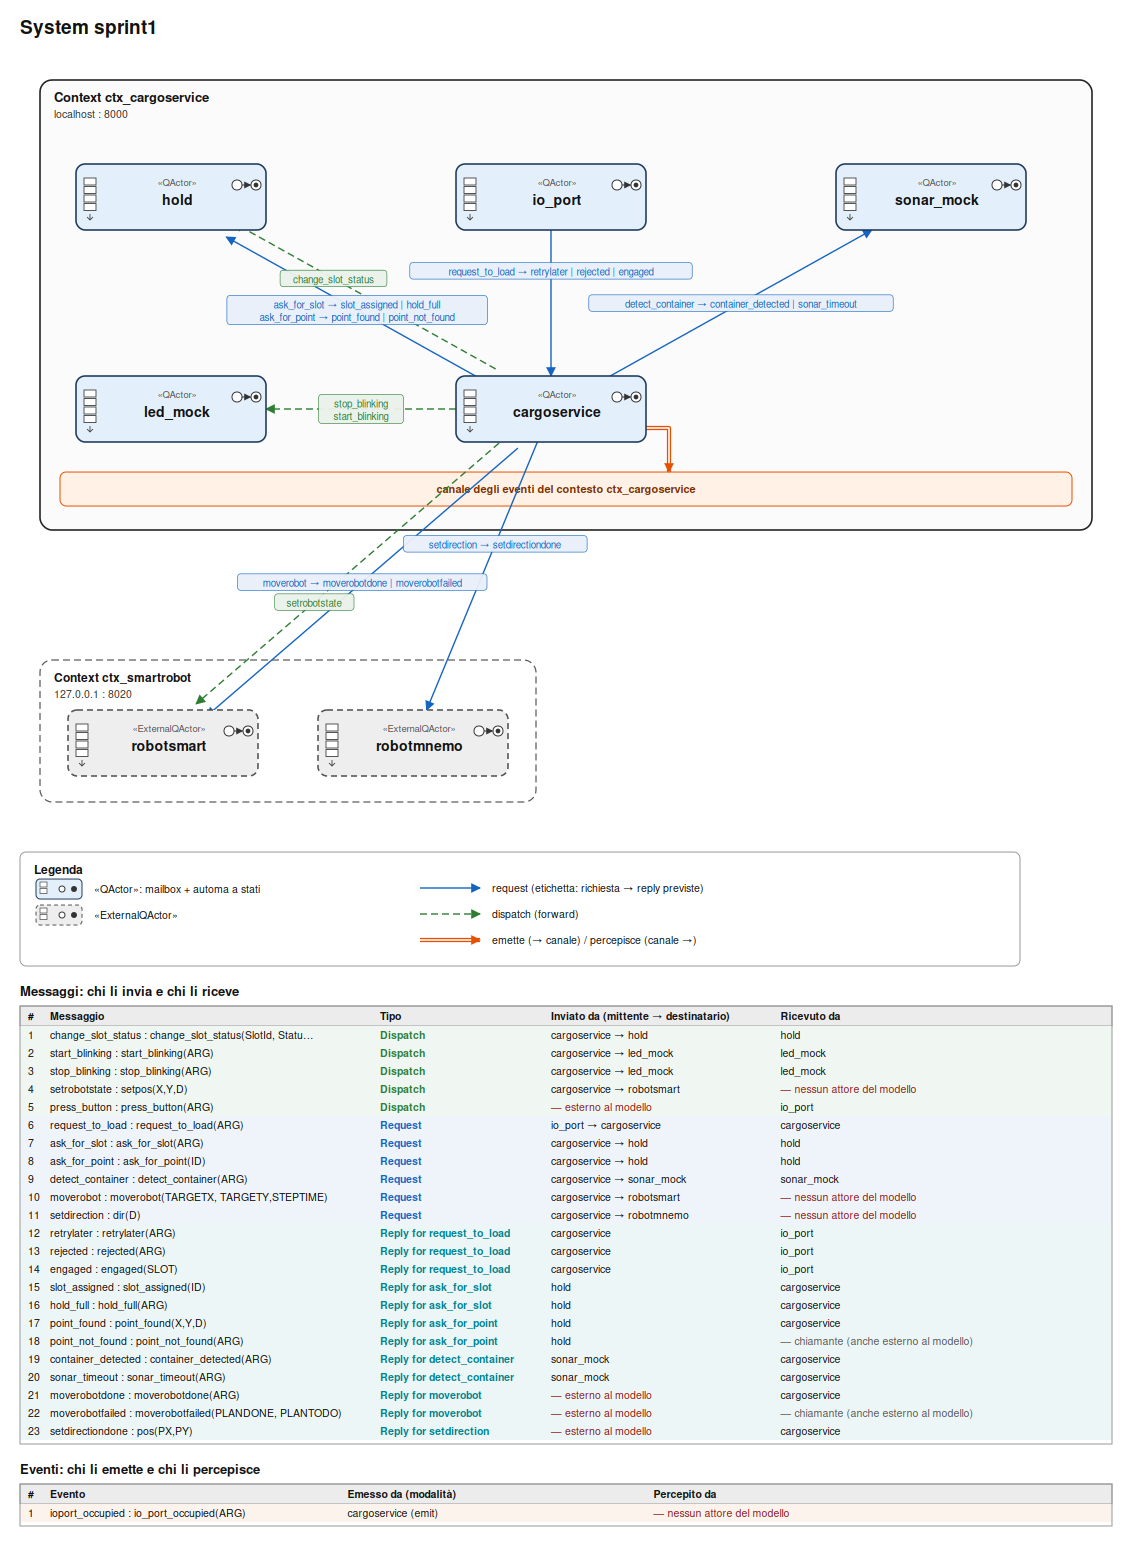 System sprint1
Context ctx_cargoservice
localhost : 8000
«QActor»
hold
«QActor»
io_port
«QActor»
sonar_mock
change_slot_status
request_to_load → retrylater | rejected | engaged
ask_for_slot → slot_assigned | hold_full
ask_for_point → point_found | point_not_found
detect_container → container_detected | sonar_timeout
«QActor»
led_mock
stop_blinking
start_blinking
«QActor»
cargoservice
canale degli eventi del contesto ctx_cargoservice
setdirection → setdirectiondone
moverobot → moverobotdone | moverobotfailed
setrobotstate
Context ctx_smartrobot
127.0.0.1 : 8020
«ExternalQActor»
robotsmart
«ExternalQActor»
robotmnemo
Legenda
«QActor»: mailbox + automa a stati
«ExternalQActor»
request (etichetta: richiesta → reply previste)
dispatch (forward)
emette (→ canale) / percepisce (canale →)
Messaggi: chi li invia e chi li riceve
# Messaggio Tipo Inviato da (mittente → destinatario) Ricevuto da
1 change_slot_status : change_slot_status(SlotId, Statu... Dispatch cargoservice → hold hold
2 start_blinking : start_blinking(ARG) Dispatch cargoservice → led_mock led_mock
3 stop_blinking : stop_blinking(ARG) Dispatch cargoservice → led_mock led_mock
4 setrobotstate : setpos(X,Y,D) Dispatch cargoservice → robotsmart — nessun attore del modello
5 press_button : press_button(ARG) Dispatch — esterno al modello io_port
6 request_to_load : request_to_load(ARG) Request io_port → cargoservice cargoservice
7 ask_for_slot : ask_for_slot(ARG) Request cargoservice → hold hold
8 ask_for_point : ask_for_point(ID) Request cargoservice → hold hold
9 detect_container : detect_container(ARG) Request cargoservice → sonar_mock sonar_mock
10 moverobot : moverobot(TARGETX, TARGETY,STEPTIME) Request cargoservice → robotsmart — nessun attore del modello
11 setdirection : dir(D) Request cargoservice → robotmnemo — nessun attore del modello
12 retrylater : retrylater(ARG) Reply for request_to_load cargoservice io_port
13 rejected : rejected(ARG) Reply for request_to_load cargoservice io_port
14 engaged : engaged(SLOT) Reply for request_to_load cargoservice io_port
15 slot_assigned : slot_assigned(ID) Reply for ask_for_slot hold cargoservice
16 hold_full : hold_full(ARG) Reply for ask_for_slot hold cargoservice
17 point_found : point_found(X,Y,D) Reply for ask_for_point hold cargoservice
18 point_not_found : point_not_found(ARG) Reply for ask_for_point hold — chiamante (anche esterno al modello)
19 container_detected : container_detected(ARG) Reply for detect_container sonar_mock cargoservice
20 sonar_timeout : sonar_timeout(ARG) Reply for detect_container sonar_mock cargoservice
21 moverobotdone : moverobotdone(ARG) Reply for moverobot — esterno al modello cargoservice
22 moverobotfailed : moverobotfailed(PLANDONE, PLANTODO) Reply for moverobot — esterno al modello — chiamante (anche esterno al modello)
23 setdirectiondone : pos(PX,PY) Reply for setdirection — esterno al modello cargoservice
Eventi: chi li emette e chi li percepisce
# Evento Emesso da (modalità) Percepito da
1 ioport_occupied : io_port_occupied(ARG) cargoservice (emit) — nessun attore del modello